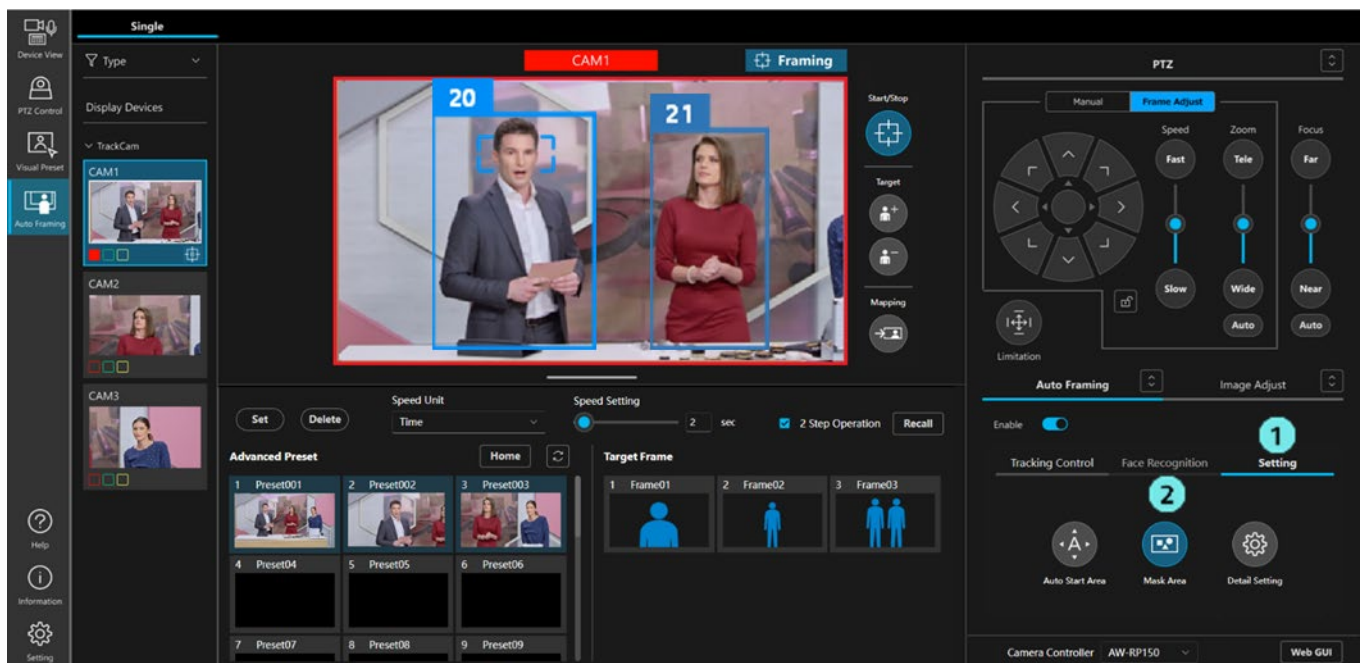 Single
Device View
PTZ Control
Visual Preset
Auto Framing
Help
Information
Setting
Type
Display Devices
TrackCam
CAM1
CAM2
CAM3
CAM1
Framing
20
21
Start/Stop
Target
Mapping
Set
Delete
Speed Unit
Time
Speed Setting
2 sec
2 Step Operation
Recall
Advanced Preset
Home
1 Preset001
2 Preset002
3 Preset003
4 Preset04
5 Preset05
6 Preset06
7 Preset07
8 Preset08
9 Preset09
Target Frame
1 Frame01
2 Frame02
3 Frame03
PTZ
Manual
Frame Adjust
Speed
Zoom
Focus
Fast
Tele
Far
Slow
Wide
Near
Auto
Auto
Limitation
Auto Framing
Image Adjust
Enable
1
Tracking Control
Face Recognition
Setting
2
A
Auto Start Area
Mask Area
Detail Setting
Camera Controller
AW-RP150
Web GUI